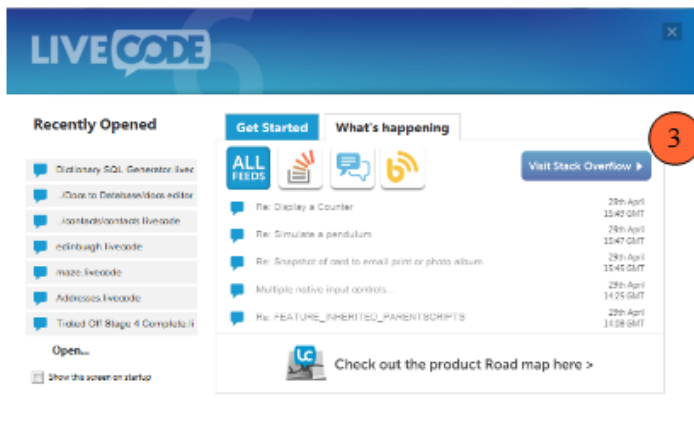 LIVECODE
6
Recently Opened
Dictionary SQL Generator.livec
./Docs to Database/docs editor
./contacts/contacts.livecode
edinburgh.livecode
maze.livecode
Addresses.livecode
Ticked Off Stage 4 Complete.li
Open...
Show this screen on startup
Get Started
What's happening
3
ALL
FEEDS
Visit Stack Overflow
Re: Display a Counter
29th April
15:49 GMT
Re: Simulate a pendulum
29th April
15:47 GMT
Re: Snapshot of card to email print or photo album
29th April
15:45 GMT
Multiple native input controls...
29th April
14:25 GMT
Re: FEATURE_INHERITED_PARENTSCRIPTS
29th April
14:08 GMT
LC
Check out the product Road map here >